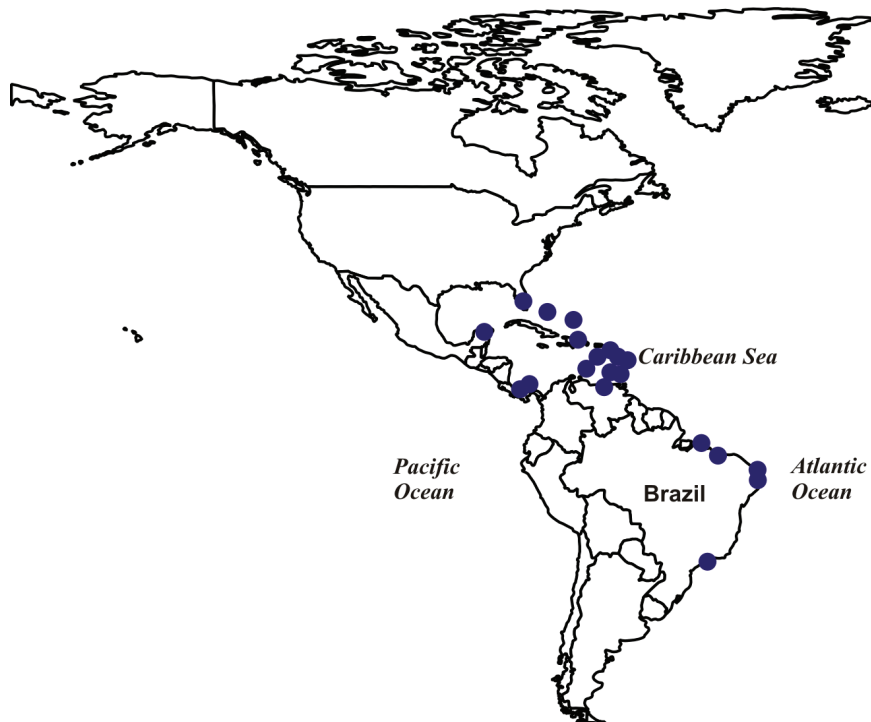 Caribbean Sea
Pacific
Ocean
Brazil
Atlantic
Ocean